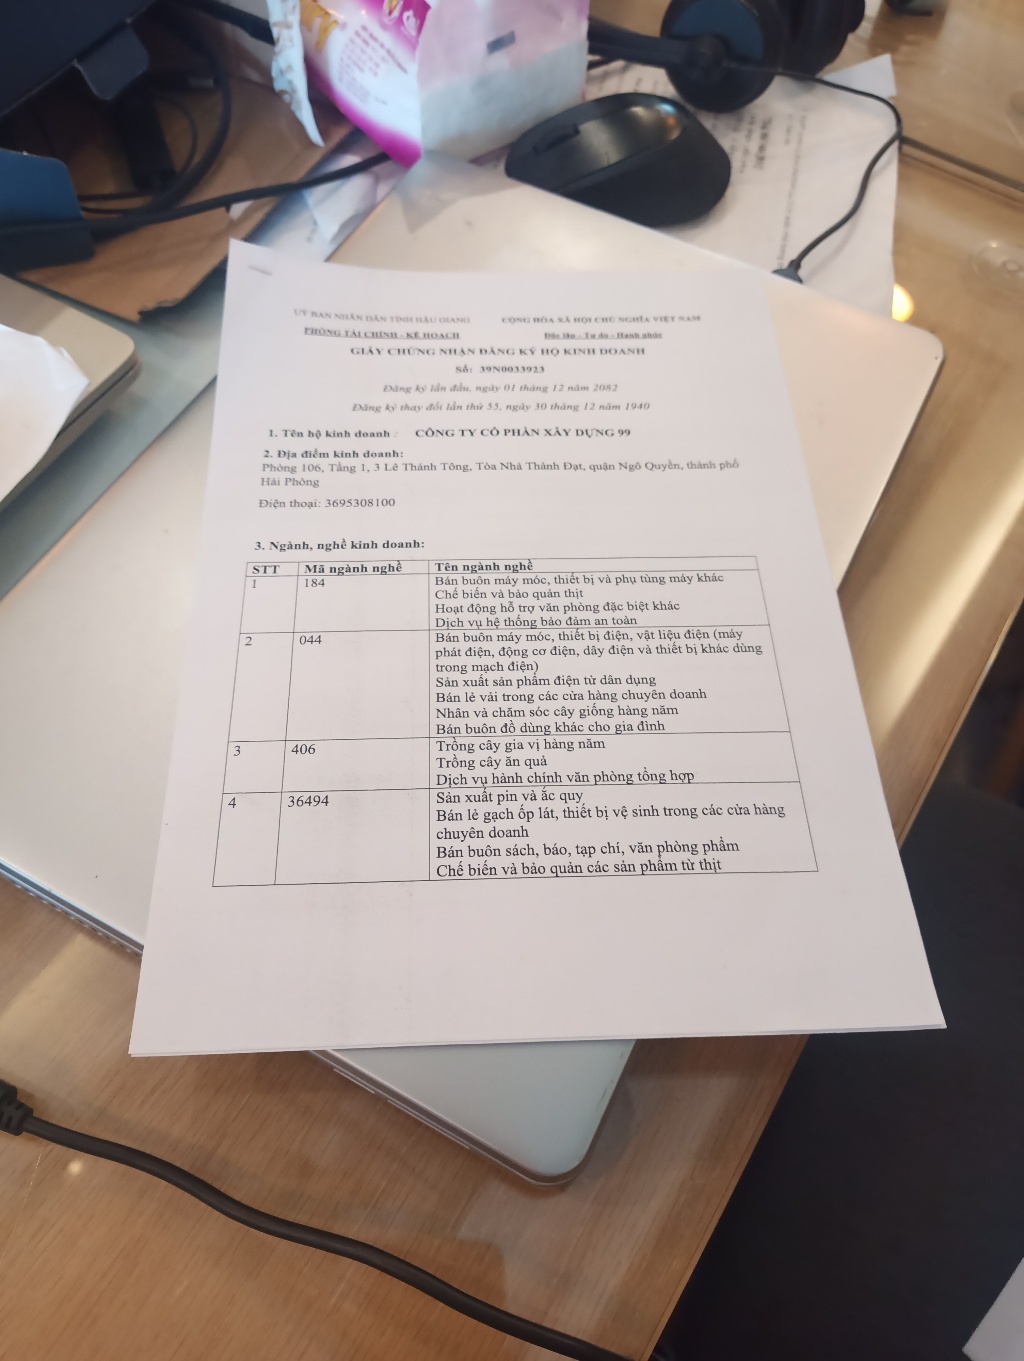 UỶ BAN NHÂN DÂN TỈNH HẬU GIANG
CỘNG HÒA XÃ HỘI CHỦ NGHĨA VIỆT NAM
PHÒNG TÀI CHÍNH - KẾ HOẠCH
Độc lập - Tự do - Hạnh phúc
GIẤY CHỨNG NHẬN ĐĂNG KÝ HỘ KINH DOANH
Số: 39N0033923
Đăng ký lần đầu, ngày 01 tháng 12 năm 2082
Đăng ký thay đổi lần thứ 55, ngày 30 tháng 12 năm 1940
1. Tên hộ kinh doanh : CÔNG TY CỔ PHẦN XÂY DỰNG 99
2. Địa điểm kinh doanh:
Phòng 106, Tầng 1, 3 Lê Thánh Tông, Tòa Nhà Thành Đạt, quận Ngô Quyền, thành phố
Hải Phòng
Điện thoại: 3695308100
3. Ngành, nghề kinh doanh:
STT Mã ngành nghề Tên ngành nghề
1 184 Bán buôn máy móc, thiết bị và phụ tùng máy khác
Chế biến và bảo quản thịt
Hoạt động hỗ trợ văn phòng đặc biệt khác
Dịch vụ hệ thống bảo đảm an toàn
2 044 Bán buôn máy móc, thiết bị điện, vật liệu điện (máy
phát điện, động cơ điện, dây điện và thiết bị khác dùng
trong mạch điện)
Sản xuất sản phẩm điện tử dân dụng
Bán lẻ vải trong các cửa hàng chuyên doanh
Nhân và chăm sóc cây giống hàng năm
Bán buôn đồ dùng khác cho gia đình
3 406 Trồng cây gia vị hàng năm
Trồng cây ăn quả
Dịch vụ hành chính văn phòng tổng hợp
4 36494 Sản xuất pin và ắc quy
Bán lẻ gạch ốp lát, thiết bị vệ sinh trong các cửa hàng
chuyên doanh
Bán buôn sách, báo, tạp chí, văn phòng phẩm
Chế biến và bảo quản các sản phẩm từ thịt